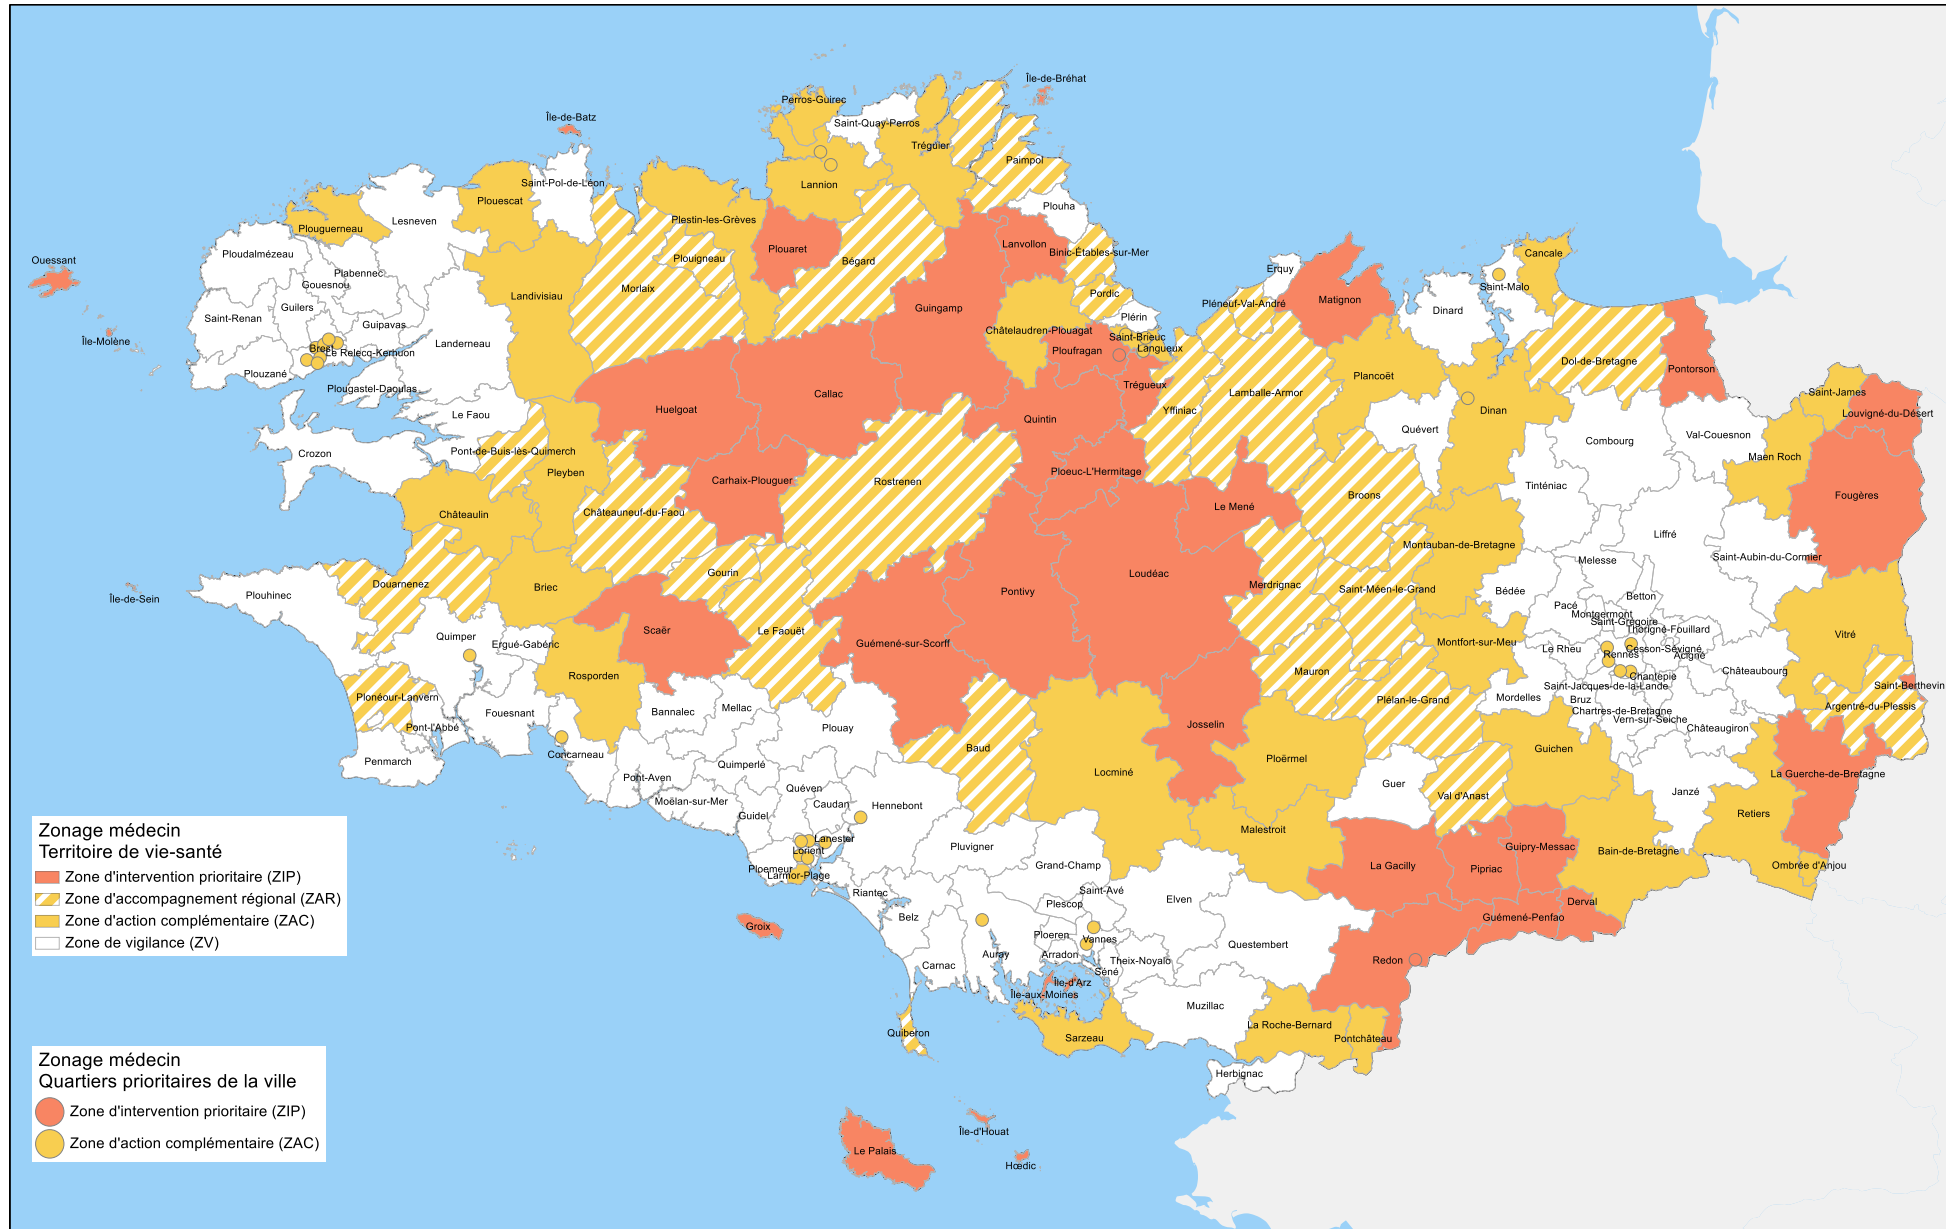 Île-de-Bréhat
Perros-Guirec
Île-de-Batz
Saint-Quay-Perros
Tréguier
Paimpol
Saint-Pol-de-Léon
Lannion
Plouescat
Plouha
Lesneven
Plestin-les-Grèves
Plouguerneau
Lanvollon
Plouaret
Binic-Étables-sur-Mer
Ploudalmézeau
Cancale
Plouigneau
Bégard
Ouessant
Plabennec
Erquy
Gouesnou
Saint-Malo
Morlaix
Pordic
Landivisiau
Matignon
Pléneuf-Val-André
Guilers
Guingamp
Dinard
Saint-Renan
Plérin
Guipavas
Châtelaudren-Plouagat
Saint-Brieuc
Île-Molène
Landerneau
Brest
Langueux
Le Relecq-Kerhuon
Ploufragan
Dol-de-Bretagne
Pontorson
Plouzané
Plancoët
Trégueux
Plougastel-Daoulas
Callac
Lamballe-Armor
Saint-James
Huelgoat
Yffiniac
Dinan
Louvigné-du-Désert
Le Faou
Quintin
Quévert
Val-Couesnon
Combourg
Crozon
Pont-de-Buis-lès-Quimerch
Maen Roch
Pleyben
Ploeuc-L'Hermitage
Carhaix-Plouguer
Rostrenen
Tinténiac
Broons
Fougères
Le Mené
Châteaulin
Châteauneuf-du-Faou
Liffré
Montauban-de-Bretagne
Saint-Aubin-du-Cormier
Melesse
Gourin
Loudéac
Douarnenez
Merdrignac
Briec
Saint-Méen-le-Grand
Pontivy
Bédée
Plouhinec
Île-de-Sein
Betton
Pacé
Montgermont
Saint-Grégoire
Thorigné-Fouillard
Scaër
Le Faouët
Quimper
Vitré
Ergué-Gabéric
Guémené-sur-Scorff
Montfort-sur-Meu
Le Rheu
Cesson-Sévigné
Rennes
Acigné
Mauron
Châteaubourg
Rosporden
Chantepie
Saint-Jacques-de-la-Lande
Saint-Berthevin
Plonéour-Lanvern
Mordelles
Plélan-le-Grand
Bruz
Argentré-du-Plessis
Mellac
Bannalec
Fouesnant
Chartres-de-Bretagne
Vern-sur-Seiche
Josselin
Pont-l'Abbé
Plouay
Châteaugiron
Baud
Guichen
Concarneau
Penmarch
Quimperlé
Ploërmel
Locminé
La Guerche-de-Bretagne
Pont-Aven
Guer
Quéven
Janzé
Val d'Anast
Moëlan-sur-Mer
Caudan
Hennebont
Guidel
Retiers
Malestroit
Lanester
Pluvigner
Guipry-Messac
Lorient
Bain-de-Bretagne
Grand-Champ
La Gacilly
Ombrée d'Anjou
Ploemeur
Pipriac
Larmor-Plage
Saint-Avé
Riantec
Elven
Plescop
Derval
Belz
Guémené-Penfao
Groix
Ploeren
Vannes
Questembert
Auray
Arradon
Theix-Noyalo
Redon
Carnac
Séné
Île-d'Arz
Île-aux-Moines
Muzillac
La Roche-Bernard
Quiberon
Sarzeau
Pontchâteau
Herbignac
Île-d'Houat
Le Palais
Hœdic
Zonage médecin
Territoire de vie-santé
Zone d'intervention prioritaire (ZIP)
Zone d'accompagnement régional (ZAR)
Zone d'action complémentaire (ZAC)
Zone de vigilance (ZV)
Zonage médecin
Quartiers prioritaires de la ville
Zone d'intervention prioritaire (ZIP)
Zone d'action complémentaire (ZAC)